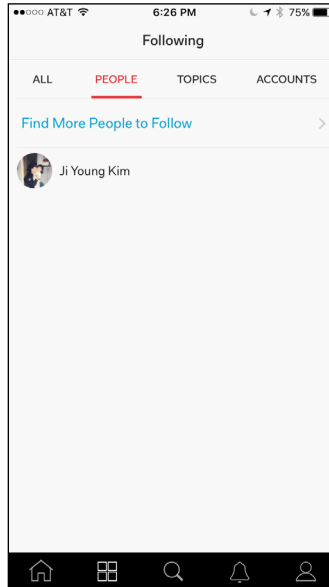 AT&T 6:26 PM 75%
Following
ALL PEOPLE TOPICS ACCOUNTS
Find More People to Follow
Ji Young Kim